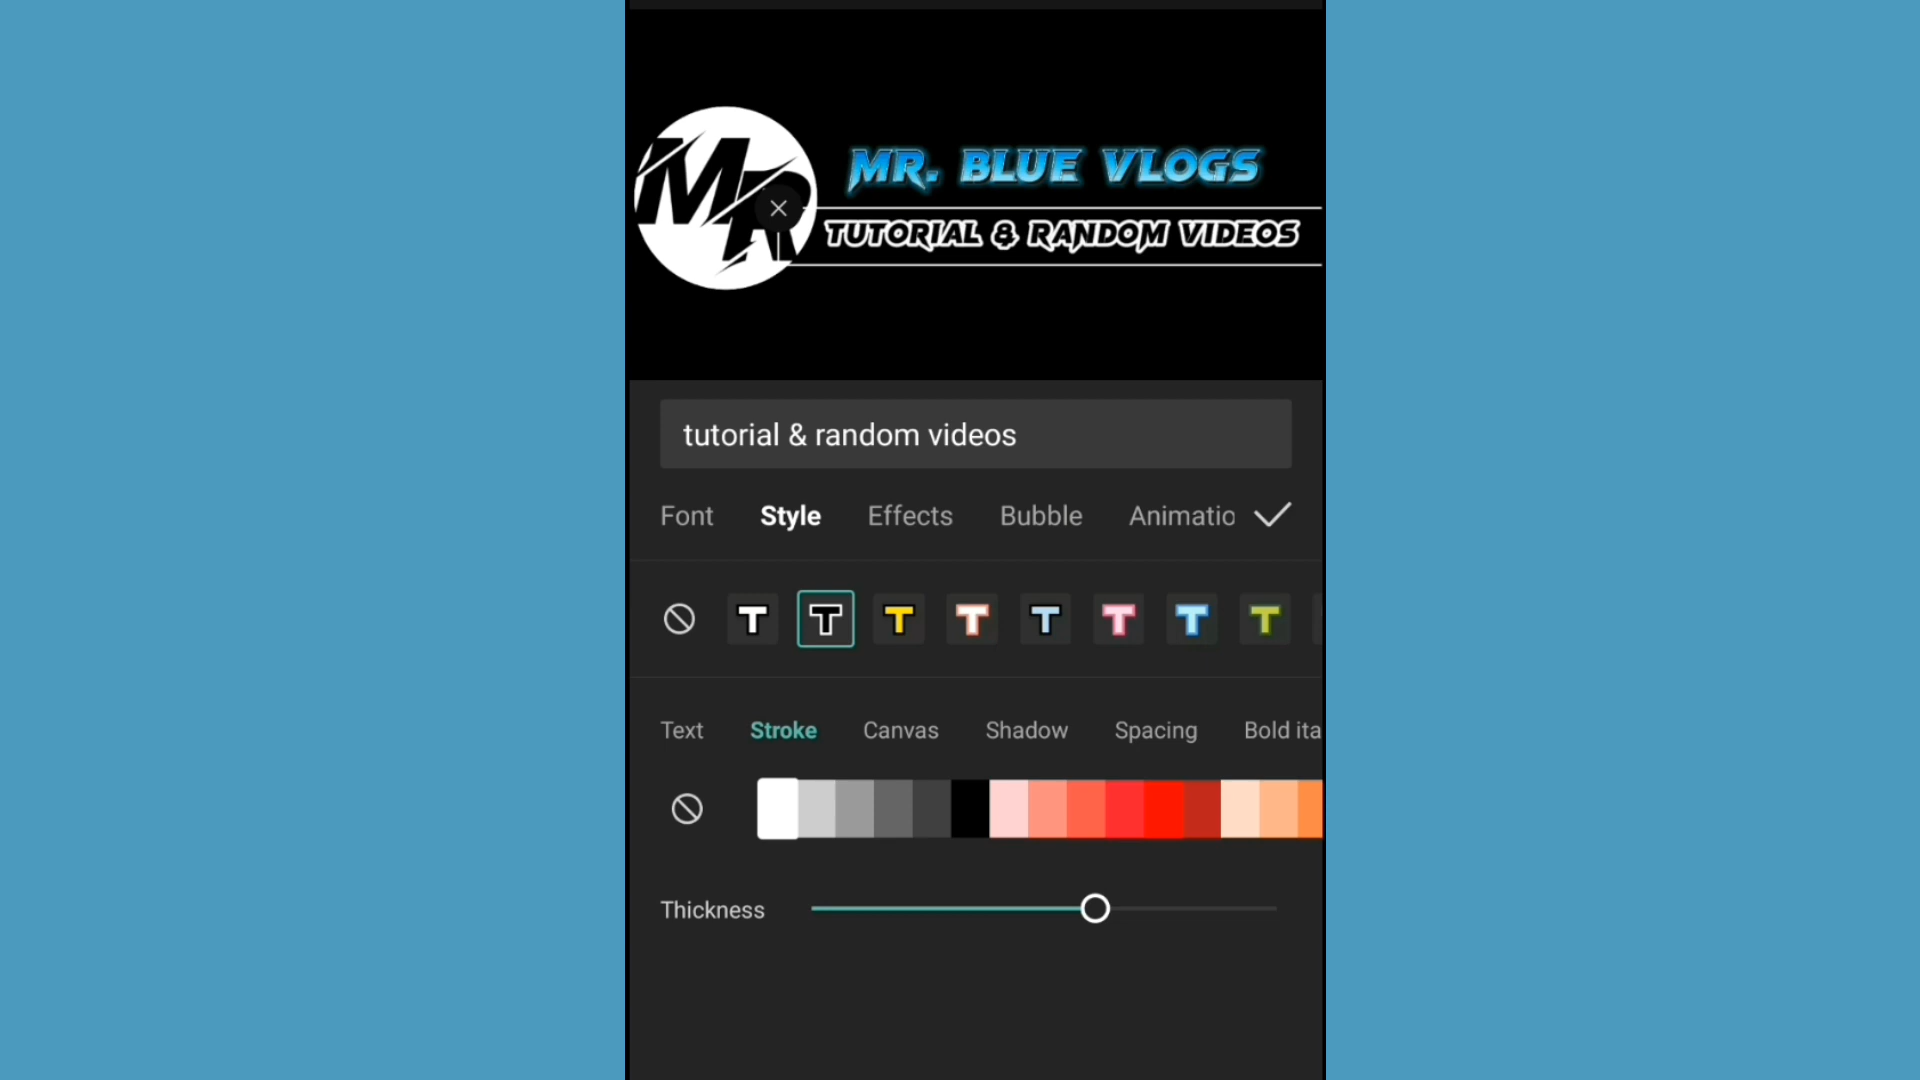 MR
MR. BLUE VLOGS
TUTORIAL & RANDOM VIDEOS
tutorial & random videos
Font Style Effects Bubble Animatio
T T T T T T T T
Text Stroke Canvas Shadow Spacing Bold ita
Thickness